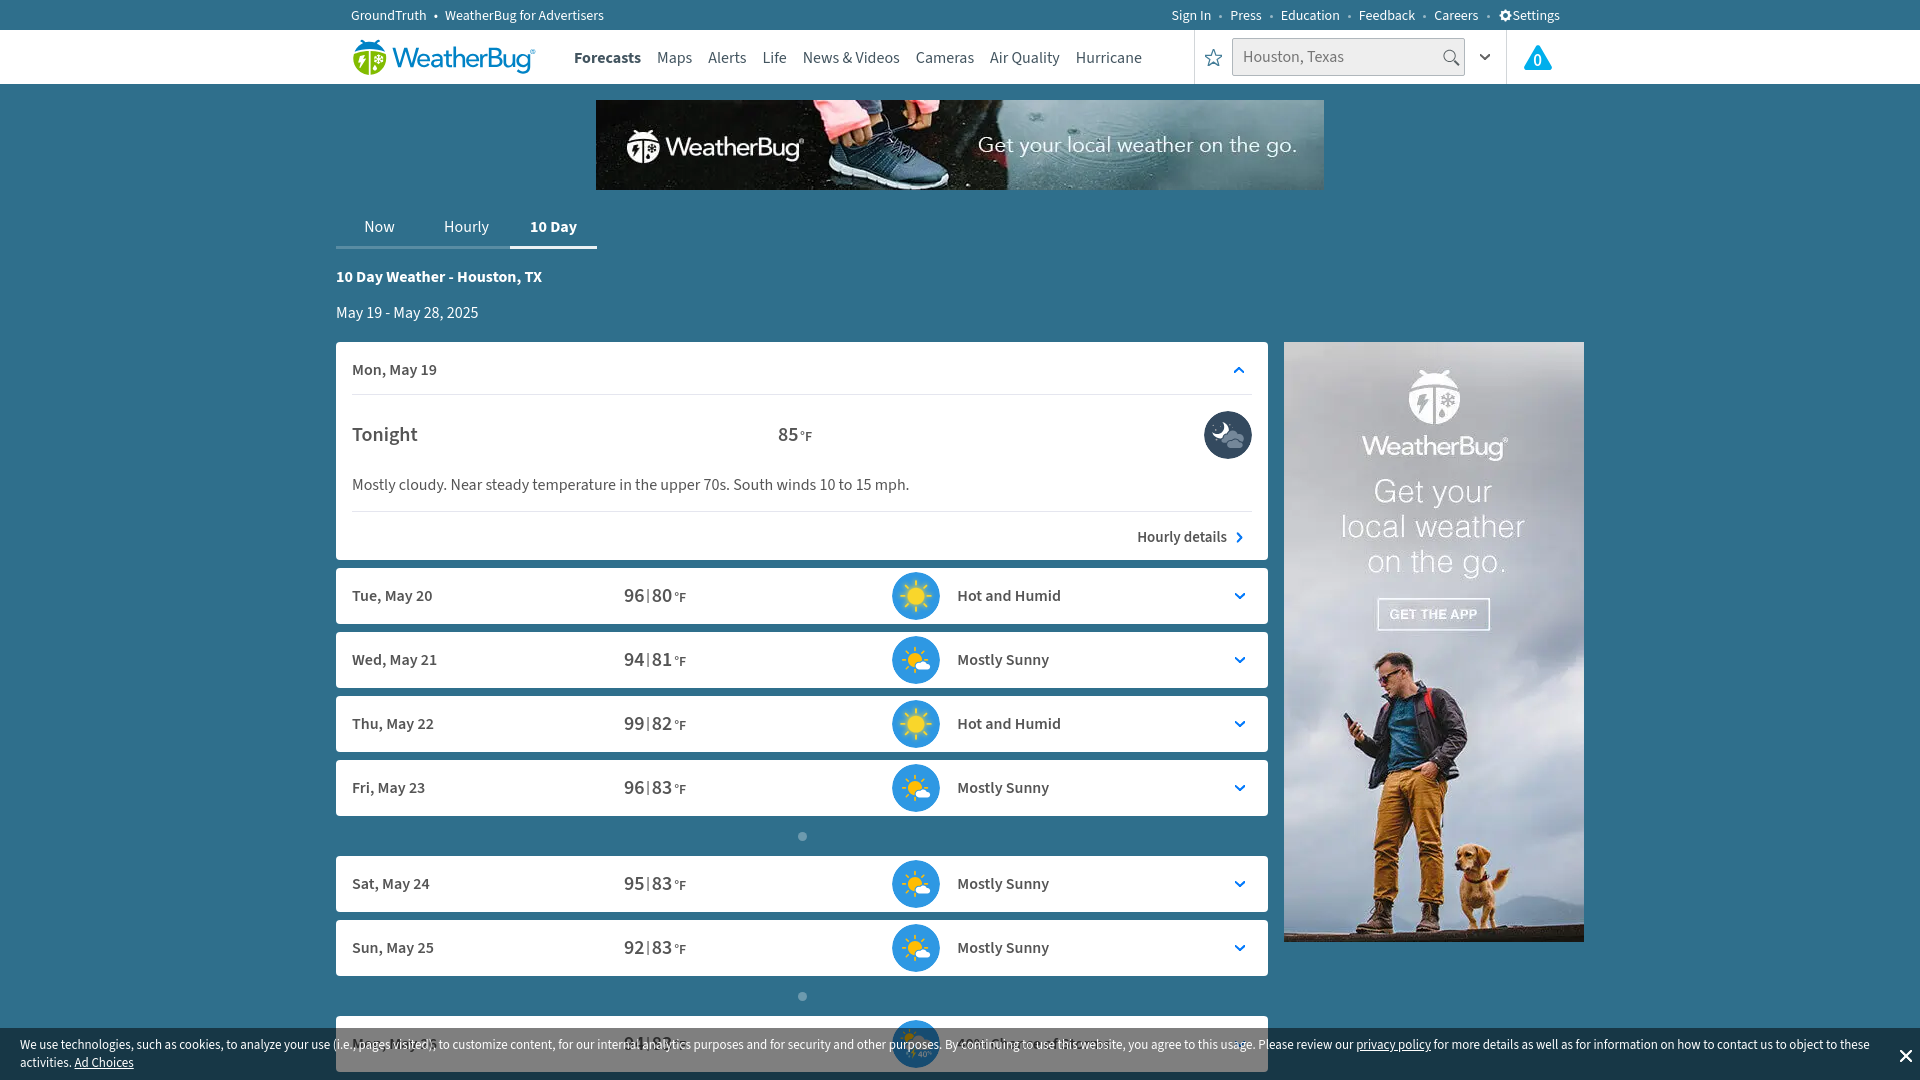 GroundTruth • WeatherBug for Advertisers
Sign In • Press • Education • Feedback • Careers • Settings
WeatherBug
Forecasts Maps Alerts Life News & Videos Cameras Air Quality Hurricane
Houston, Texas
0
WeatherBug
Get your local weather on the go.
Now Hourly 10 Day
10 Day Weather - Houston, TX
May 19 - May 28, 2025
Mon, May 19
Tonight 85 °F
Mostly cloudy. Near steady temperature in the upper 70s. South winds 10 to 15 mph.
Hourly details
Tue, May 20 96|80 °F Hot and Humid
Wed, May 21 94|81 °F Mostly Sunny
Thu, May 22 99|82 °F Hot and Humid
Fri, May 23 96|83 °F Mostly Sunny
Sat, May 24 95|83 °F Mostly Sunny
Sun, May 25 92|83 °F Mostly Sunny
WeatherBug
Get your
local weather
on the go.
GET THE APP
We use technologies, such as cookies, to analyze your use (i.e., pages visited), to customize content, for our internal analytics purposes and for security and other purposes. By continuing to use this website, you agree to this usage. Please review our privacy policy for more details as well as for information on how to contact us to object to these
activities. Ad Choices